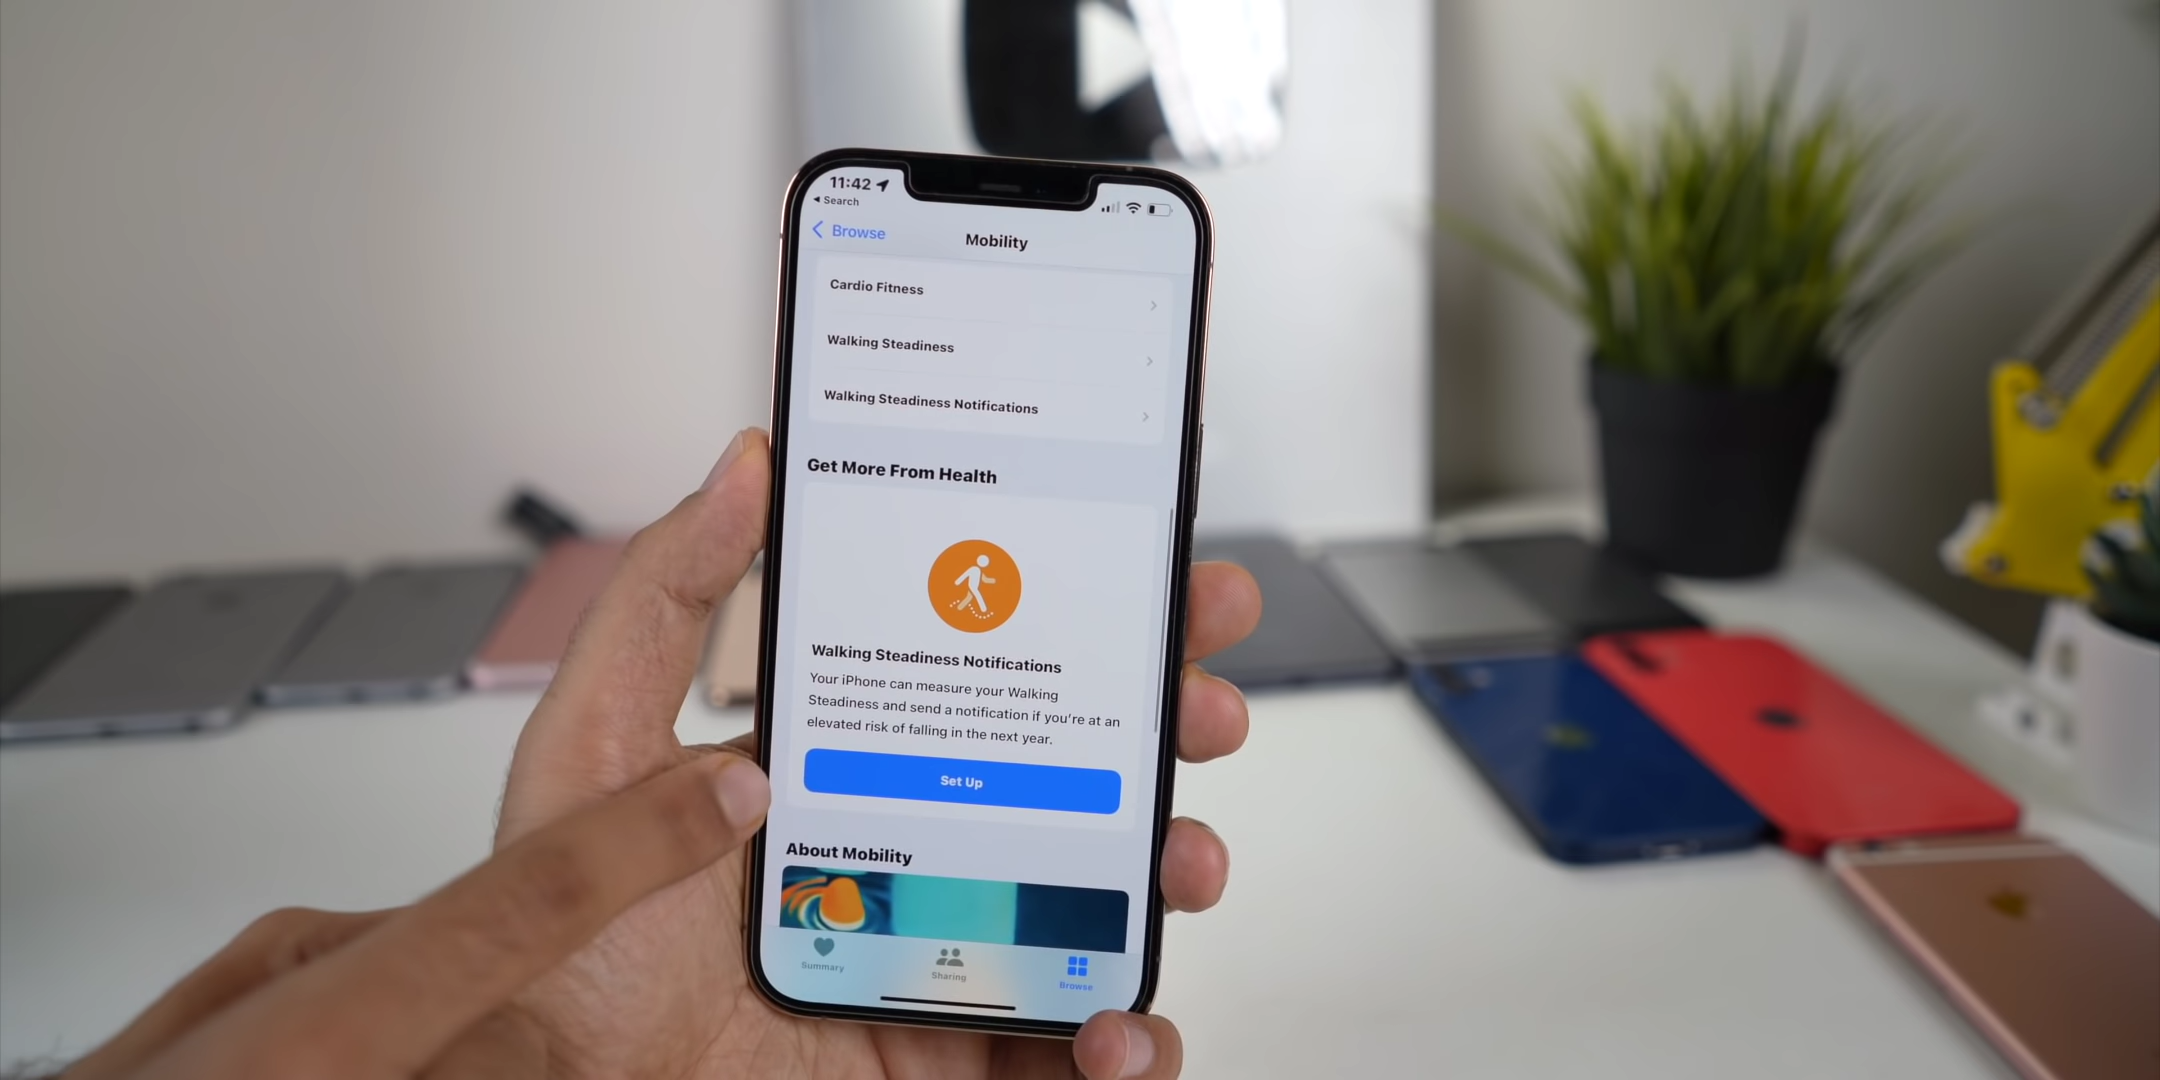 11:42
Search
Browse
Mobility
Cardio Fitness
Walking Steadiness
Walking Steadiness Notifications
Get More From Health
Walking Steadiness Notifications
Your iPhone can measure your Walking
Steadiness and send a notification if you're at an
elevated risk of falling in the next year.
Set Up
About Mobility
Summary
Sharing
Browse